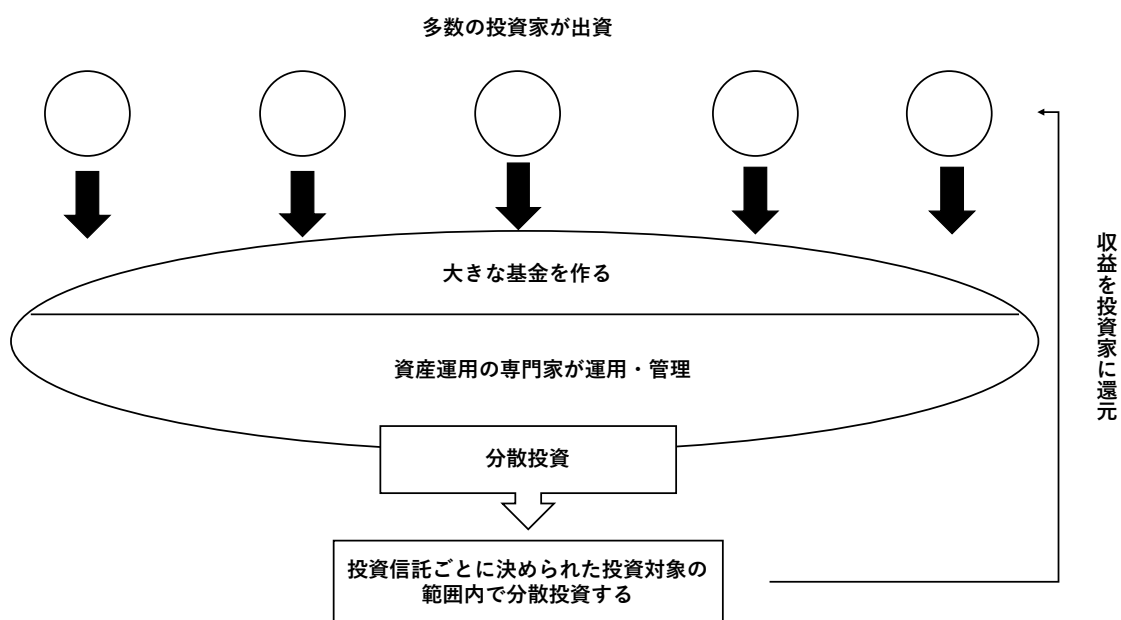 多数の投資家が出資
大きな基金を作る
資産運用の専門家が運用・管理
分散投資
投資信託ごとに決められた投資対象の
範囲内で分散投資する
収益を投資家に還元